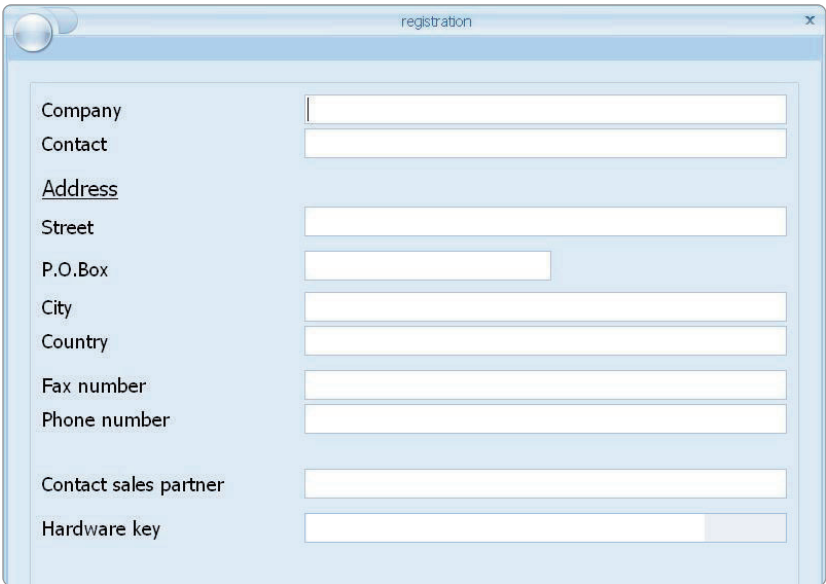 registration
x
Company
Contact
Address
Street
P.O.Box
City
Country
Fax number
Phone number
Contact sales partner
Hardware key